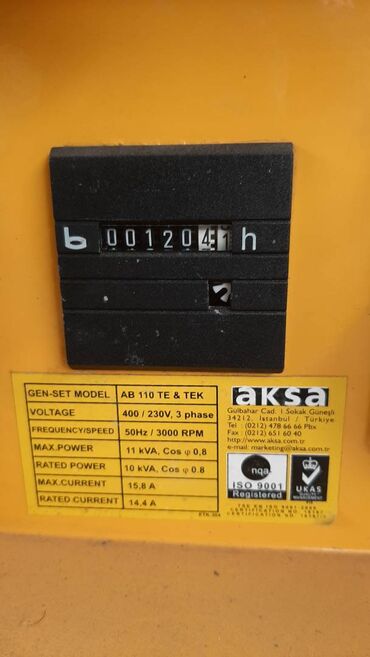 b 0012041 h
GEN-SET MODEL AB 110 TE & TEK
VOLTAGE 400 / 230V, 3 phase
FREQUENCY/SPEED 50Hz / 3000 RPM
MAX.POWER 11 kVA, Cos φ 0,8
RATED POWER 10 kVA, Cos φ 0.8
MAX.CURRENT 15,8 A
RATED.CURRENT 14,4 A
aksa
Gülbahar Cad. 1.Sokak Güneşli
34212, Istanbul / Türkiye
Tel : (0212) 478 66 66 Pbx
Fax : (0212) 651 60 40
http://www.aksa.com.tr
e-mail: marketing@aksa.com.tr
nqa
ISO 9001
Registered
UKAS
QUALITY
MANAGEMENT